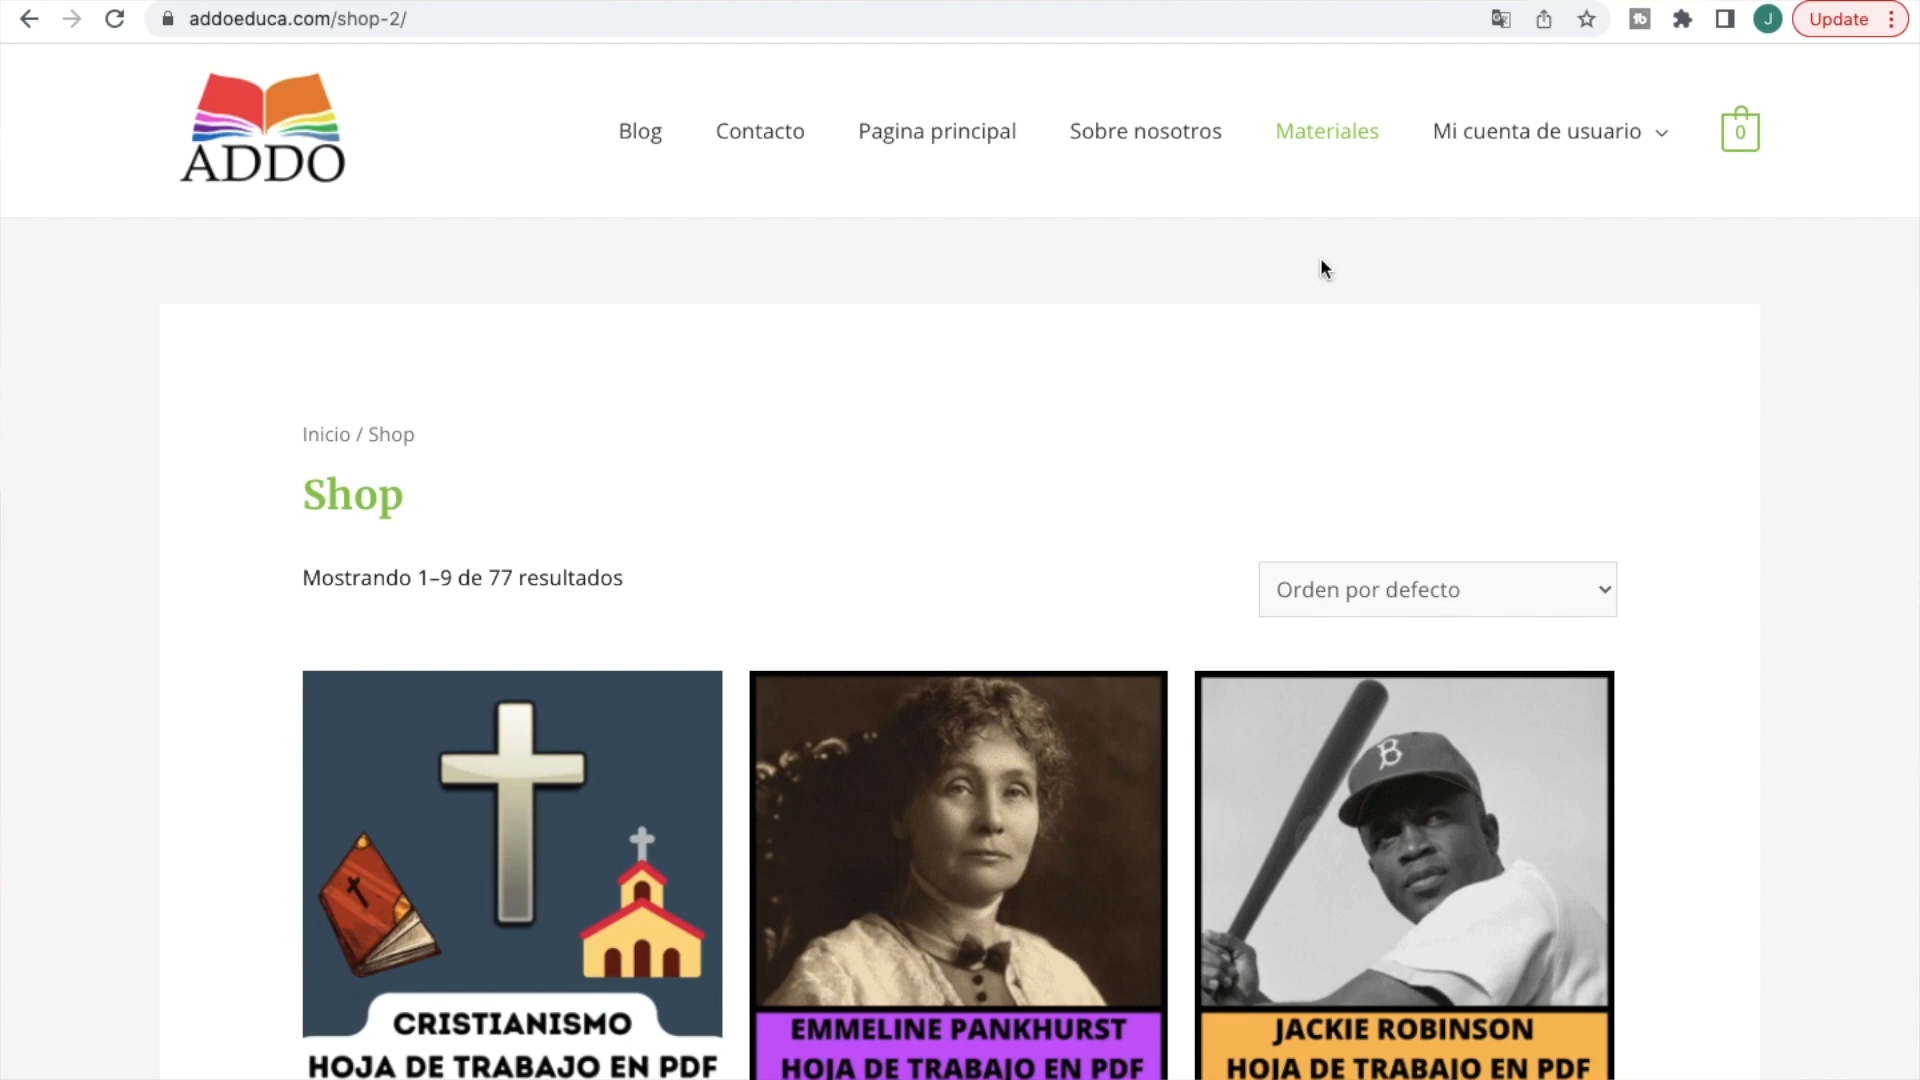 addoeduca.com/shop-2/
J
Update
ADDO
Blog
Contacto
Pagina principal
Sobre nosotros
Materiales
Mi cuenta de usuario
0
Inicio / Shop
Shop
Mostrando 1–9 de 77 resultados
Orden por defecto
CRISTIANISMO
HOJA DE TRABAJO EN PDF
EMMELINE PANKHURST
HOJA DE TRABAJO EN PDF
B
JACKIE ROBINSON
HOJA DE TRABAJO EN PDF